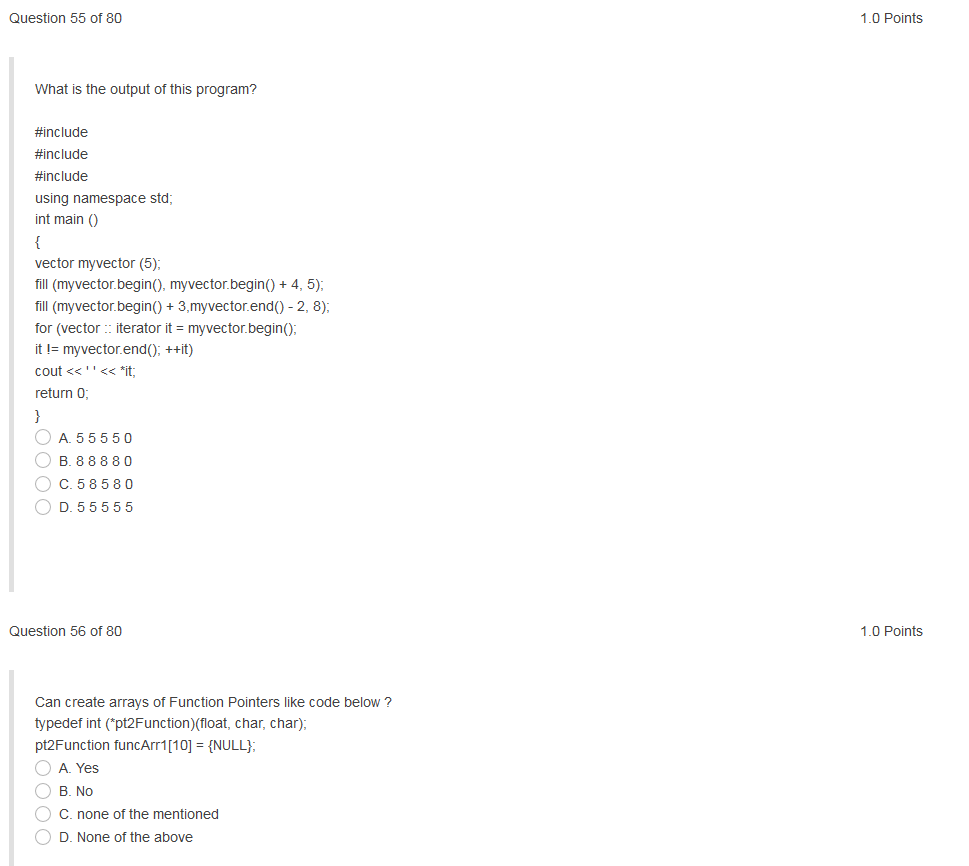 Question 55 of 80
1.0 Points
What is the output of this program?
#include
#include
#include
using namespace std;
int main ()
{
vector myvector (5);
fill (myvector.begin(), myvector.begin() + 4, 5);
fill (myvector.begin() + 3,myvector.end() - 2, 8);
for (vector :: iterator it = myvector.begin();
it != myvector.end(); ++it)
cout << ' ' << *it;
return 0;
}
A. 5 5 5 5 0
B. 8 8 8 8 0
C. 5 8 5 8 0
D. 5 5 5 5 5
Question 56 of 80
1.0 Points
Can create arrays of Function Pointers like code below ?
typedef int (*pt2Function)(float, char, char);
pt2Function funcArr1[10] = {NULL};
A. Yes
B. No
C. none of the mentioned
D. None of the above